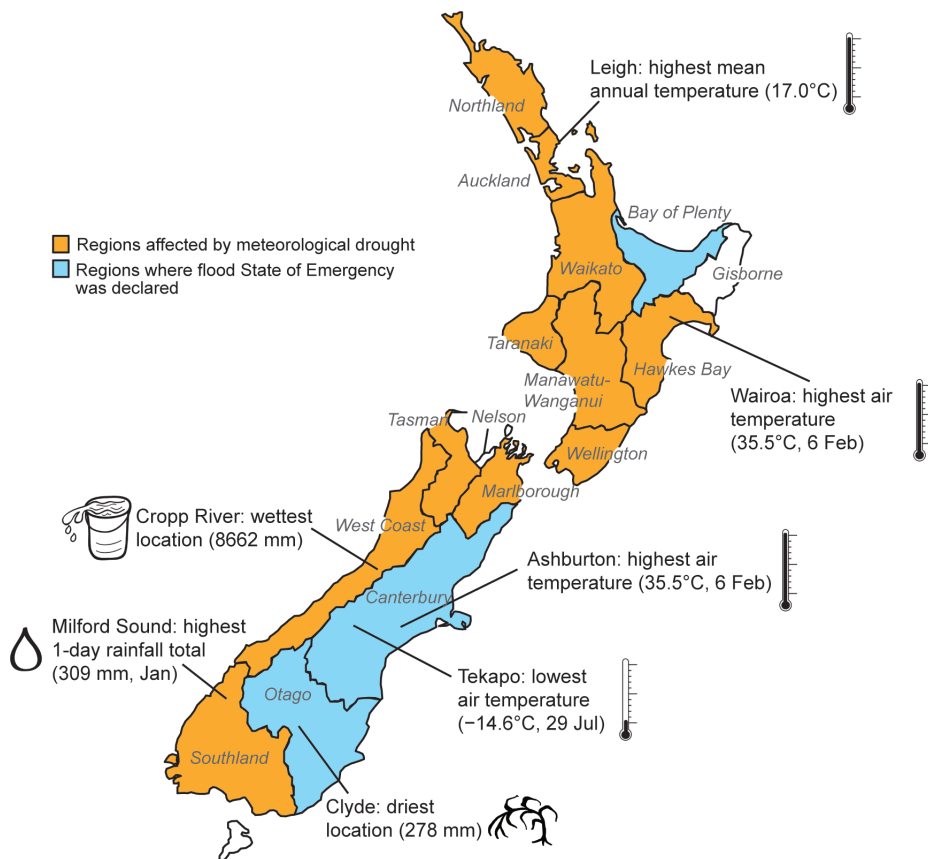 Leigh: highest mean
annual temperature (17.0°C)
Northland
Auckland
Bay of Plenty
Regions affected by meteorological drought
Regions where flood State of Emergency
was declared
Waikato
Gisborne
Taranaki
Hawkes Bay
Manawatu-
Wanganui
Wairoa: highest air
temperature
(35.5°C, 6 Feb)
Tasman
Nelson
Wellington
Marlborough
Cropp River: wettest
location (8662 mm)
West Coast
Ashburton: highest air
temperature (35.5°C, 6 Feb)
Canterbury
Milford Sound: highest
1-day rainfall total
(309 mm, Jan)
Tekapo: lowest
air temperature
(−14.6°C, 29 Jul)
Otago
Southland
Clyde: driest
location (278 mm)